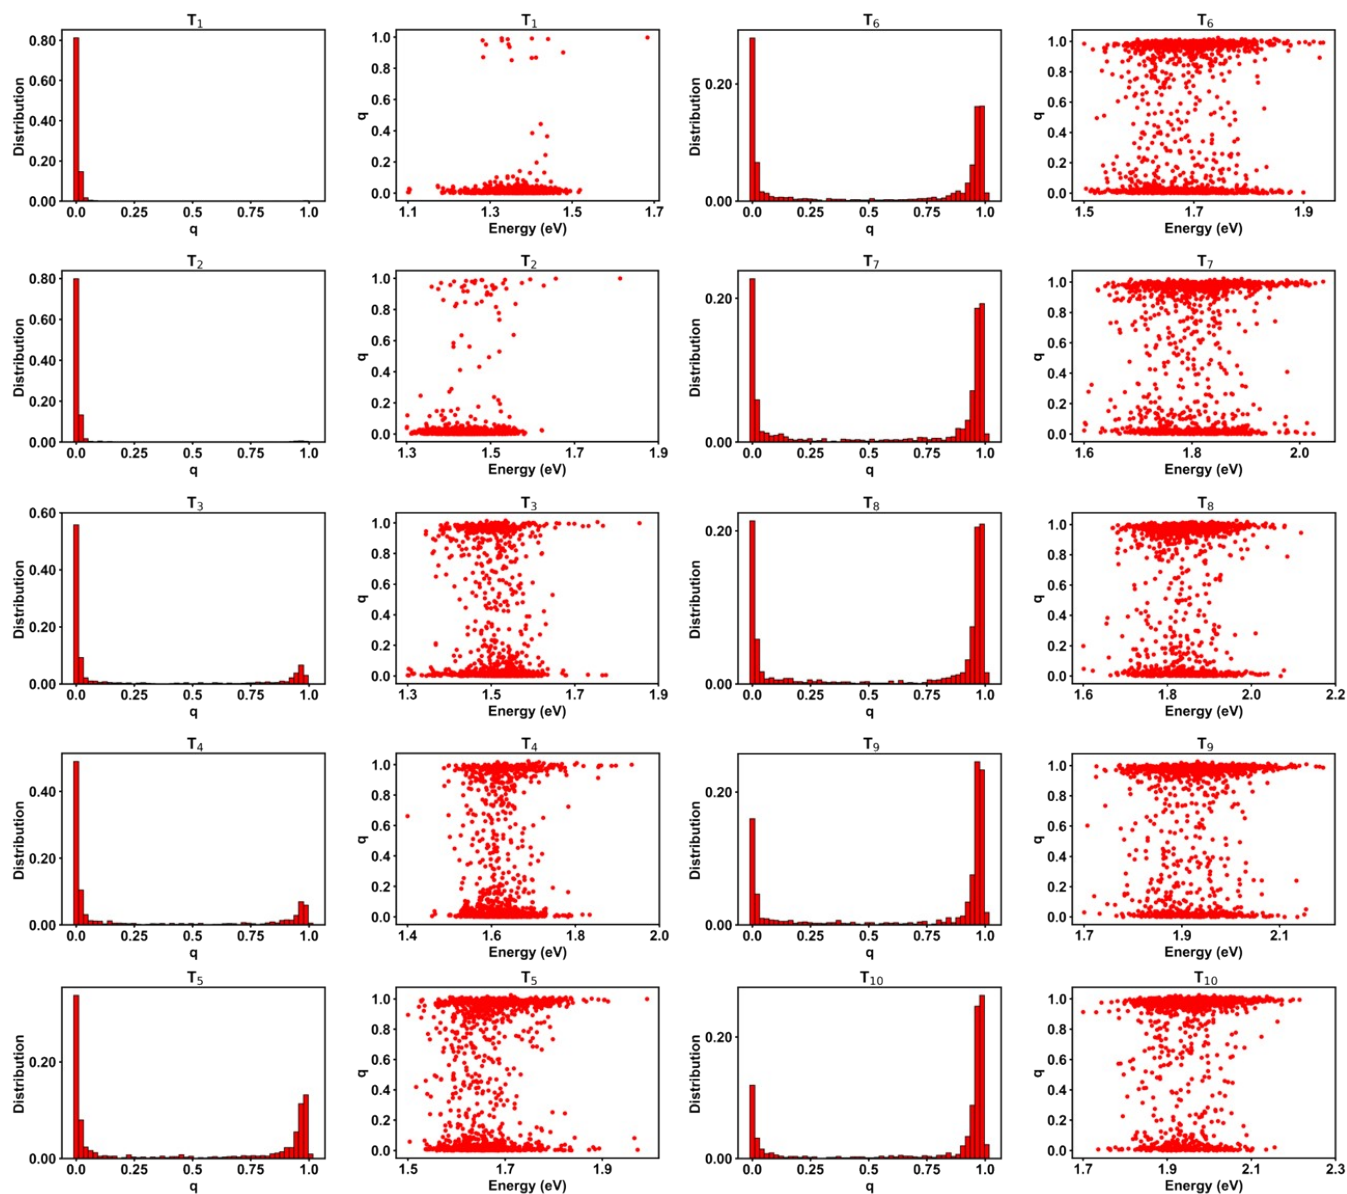 T₁
Distribution
0.80
0.60
0.40
0.20
0.00
0.0 0.25 0.5 0.75 1.0
q
T₁
q
1.0
0.8
0.6
0.4
0.2
0.0
1.1 1.3 1.5 1.7
Energy (eV)
T₆
Distribution
0.20
0.00
0.0 0.25 0.5 0.75 1.0
q
T₆
q
1.0
0.8
0.6
0.4
0.2
0.0
1.5 1.7 1.9
Energy (eV)
T₂
Distribution
0.80
0.60
0.40
0.20
0.00
0.0 0.25 0.5 0.75 1.0
q
T₂
q
1.0
0.8
0.6
0.4
0.2
0.0
1.3 1.5 1.7 1.9
Energy (eV)
T₇
Distribution
0.20
0.00
0.0 0.25 0.5 0.75 1.0
q
T₇
q
1.0
0.8
0.6
0.4
0.2
0.0
1.6 1.8 2.0
Energy (eV)
T₃
Distribution
0.60
0.40
0.20
0.00
0.0 0.25 0.5 0.75 1.0
q
T₃
q
1.0
0.8
0.6
0.4
0.2
0.0
1.3 1.5 1.7 1.9
Energy (eV)
T₈
Distribution
0.20
0.00
0.0 0.25 0.5 0.75 1.0
q
T₈
q
1.0
0.8
0.6
0.4
0.2
0.0
1.6 1.8 2.0 2.2
Energy (eV)
T₄
Distribution
0.40
0.20
0.00
0.0 0.25 0.5 0.75 1.0
q
T₄
q
1.0
0.8
0.6
0.4
0.2
0.0
1.4 1.6 1.8 2.0
Energy (eV)
T₉
Distribution
0.20
0.00
0.0 0.25 0.5 0.75 1.0
q
T₉
q
1.0
0.8
0.6
0.4
0.2
0.0
1.7 1.9 2.1
Energy (eV)
T₅
Distribution
0.20
0.00
0.0 0.25 0.5 0.75 1.0
q
T₅
q
1.0
0.8
0.6
0.4
0.2
0.0
1.5 1.7 1.9
Energy (eV)
T₁₀
Distribution
0.20
0.00
0.0 0.25 0.5 0.75 1.0
q
T₁₀
q
1.0
0.8
0.6
0.4
0.2
0.0
1.7 1.9 2.1 2.3
Energy (eV)